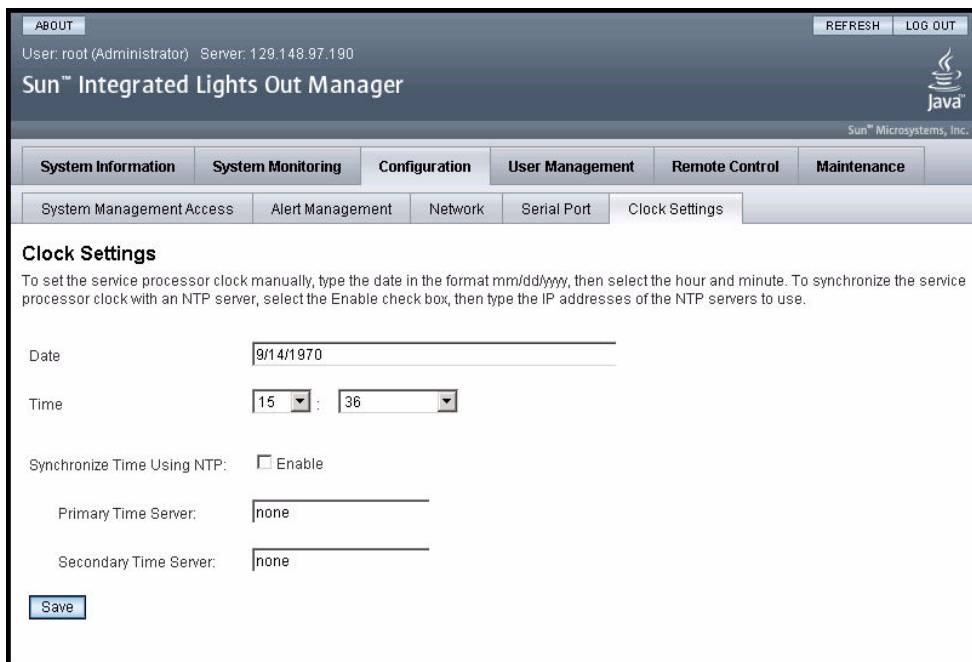 ABOUT
REFRESH
LOG OUT
User: root (Administrator) Server: 129.148.97.190
Sun™ Integrated Lights Out Manager
Java™
Sun™ Microsystems, Inc.
System Information
System Monitoring
Configuration
User Management
Remote Control
Maintenance
System Management Access
Alert Management
Network
Serial Port
Clock Settings
Clock Settings
To set the service processor clock manually, type the date in the format mm/dd/yyyy, then select the hour and minute. To synchronize the service
processor clock with an NTP server, select the Enable check box, then type the IP addresses of the NTP servers to use.
Date
9/14/1970
Time
15 : 36
Synchronize Time Using NTP:
Enable
Primary Time Server:
none
Secondary Time Server:
none
Save